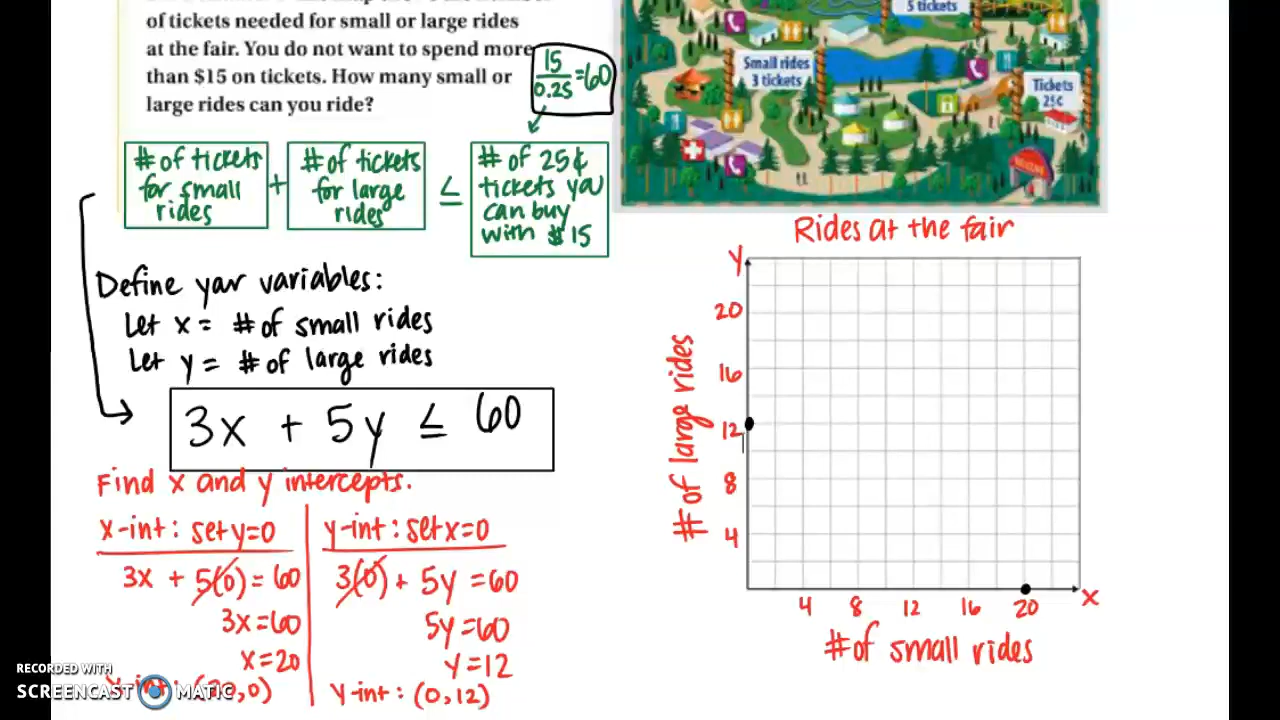 of tickets needed for small or large rides
at the fair. You do not want to spend more
than $15 on tickets. How many small or
large rides can you ride?
15
0.25
=60
5 tickets
Small rides
3 tickets
Tickets
25¢
# of tickets for small rides
+
# of tickets for large rides
≤
# of 25¢ tickets you can buy with $15
Define yar variables:
Let x = # of small rides
Let y = # of large rides
3x + 5y ≤ 60
Find x and y intercepts.
x-int: set y=0
3x + 5(0) = 60
3x=60
x=20
-int: (20,0)
y-int: set x=0
3(0) + 5y =60
5y=60
y=12
y-int: (0,12)
Rides at the fair
Y
20
16
12
8
4
# of large rides
4 8 12 16 20 X
# of small rides
RECORDED WITH
SCREENCAST MATIC